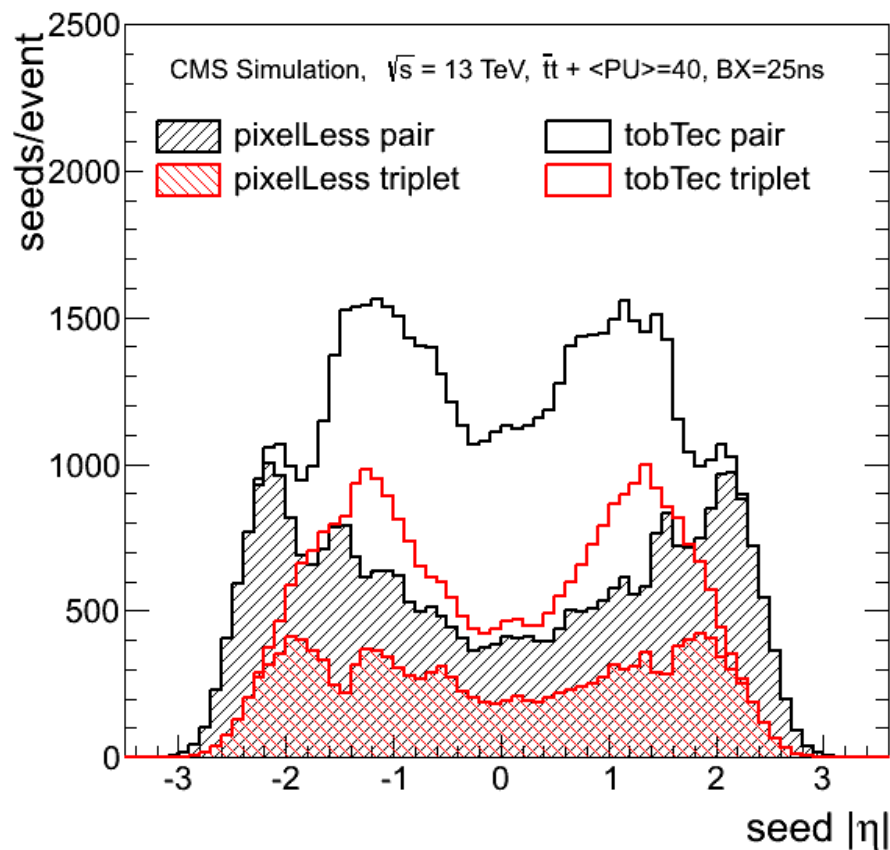 2500
CMS Simulation, √s = 13 TeV, t̄t + <PU>=40, BX=25ns
seeds/event
pixelLess pair
tobTec pair
pixelLess triplet
tobTec triplet
2000
1500
1000
500
0
-3 -2 -1 0 1 2 3
seed |η|